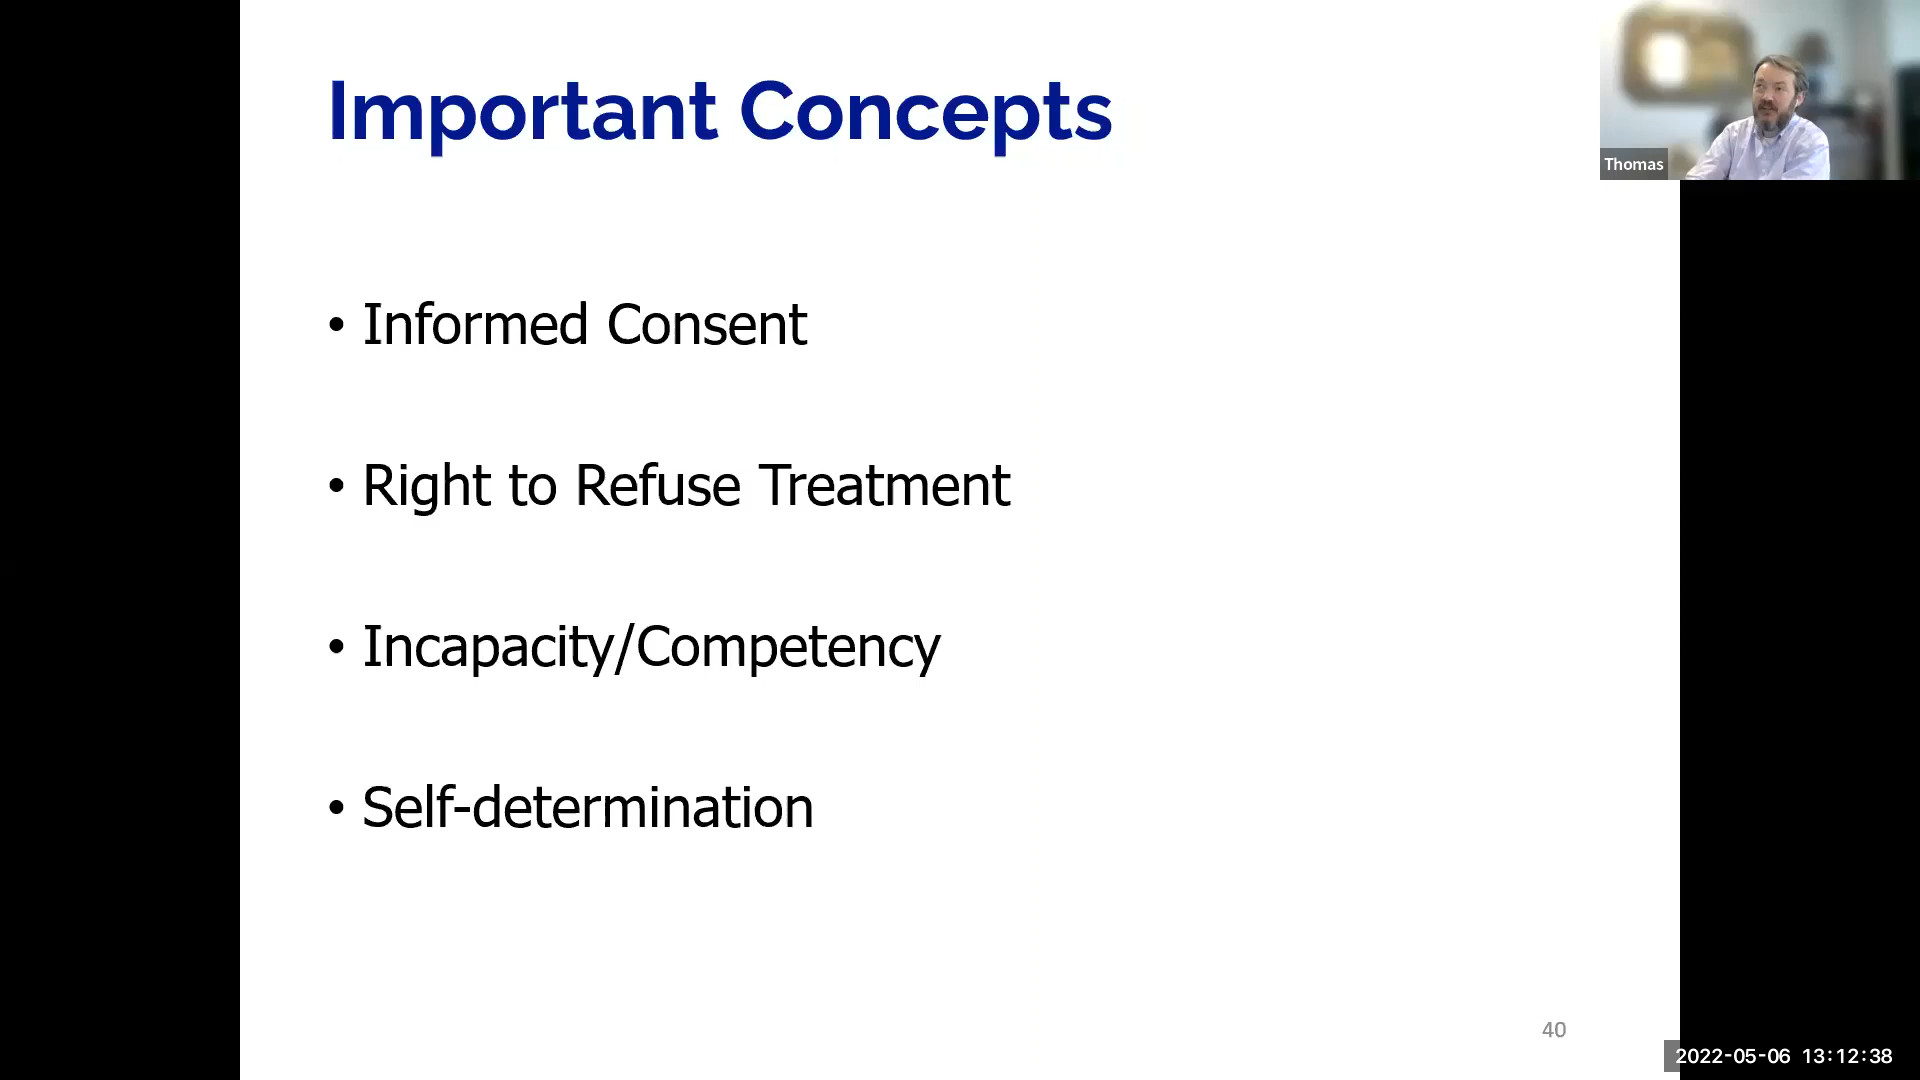 Important Concepts
Thomas
• Informed Consent
• Right to Refuse Treatment
• Incapacity/Competency
• Self-determination
40
2022-05-06 13:12:38